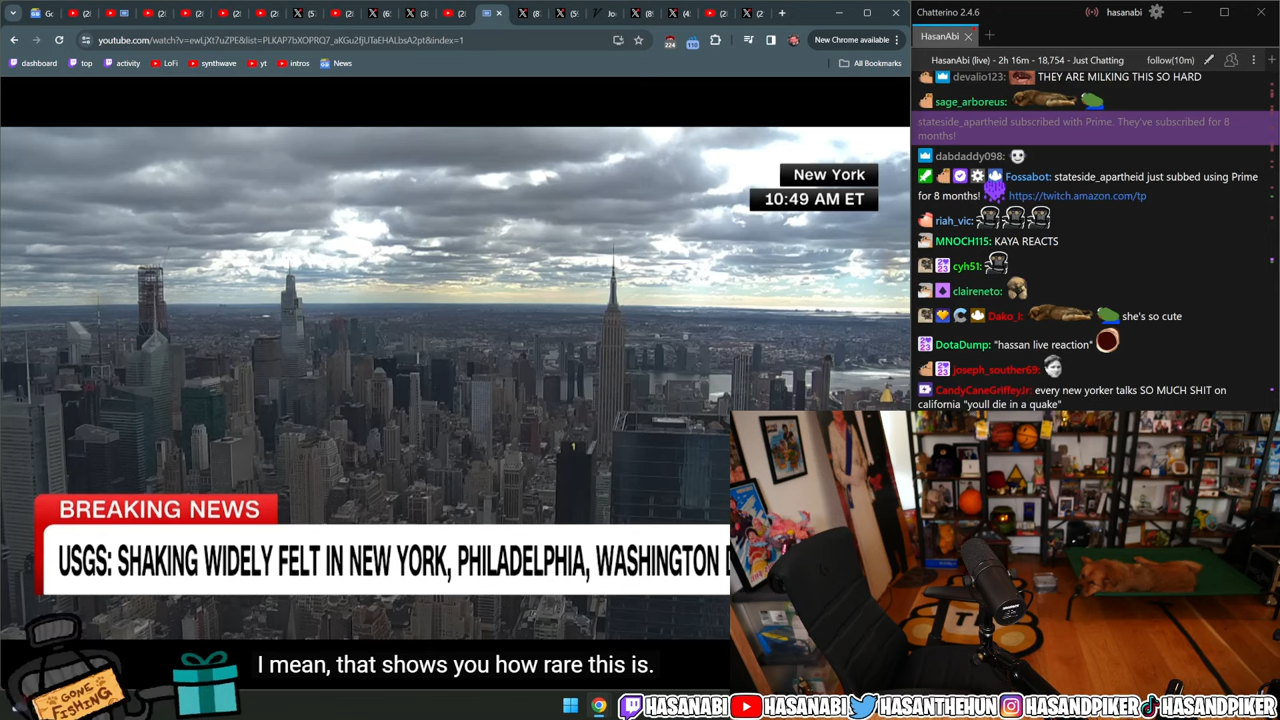 youtube.com/watch?v=ewLjXt7uZPE&list=PLKAP7bXOPRQ7_aKGu2fjUTaEHALbsA2pt&index=1
New Chrome available
dashboard
top
activity
LoFi
synthwave
yt
intros
News
All Bookmarks
224
110
New York
10:49 AM ET
BREAKING NEWS
USGS: SHAKING WIDELY FELT IN NEW YORK, PHILADELPHIA, WASHINGTON
I mean, that shows you how rare this is.
GONE
FISHING
Chatterino 2.4.6
hasanabi
HasanAbi
HasanAbi (live) - 2h 16m - 18,754 - Just Chatting
follow(10m)
devalio123: THEY ARE MILKING THIS SO HARD
sage_arboreus:
stateside_apartheid subscribed with Prime. They've subscribed for 8
months!
dabdaddy098:
Fossabot: stateside_apartheid just subbed using Prime
for 8 months! https://twitch.amazon.com/tp
riah_vic:
MNOCH115: KAYA REACTS
cyh51:
claireneto:
Dako_I: she's so cute
DotaDump: "hassan live reaction"
joseph_souther69:
CandyCaneGriffeyJr: every new yorker talks SO MUCH SHIT on
california "youll die in a quake"
HASANABI
HASANABI
HASANTHEHUN
HASANDPIKER
HASANDPIKER